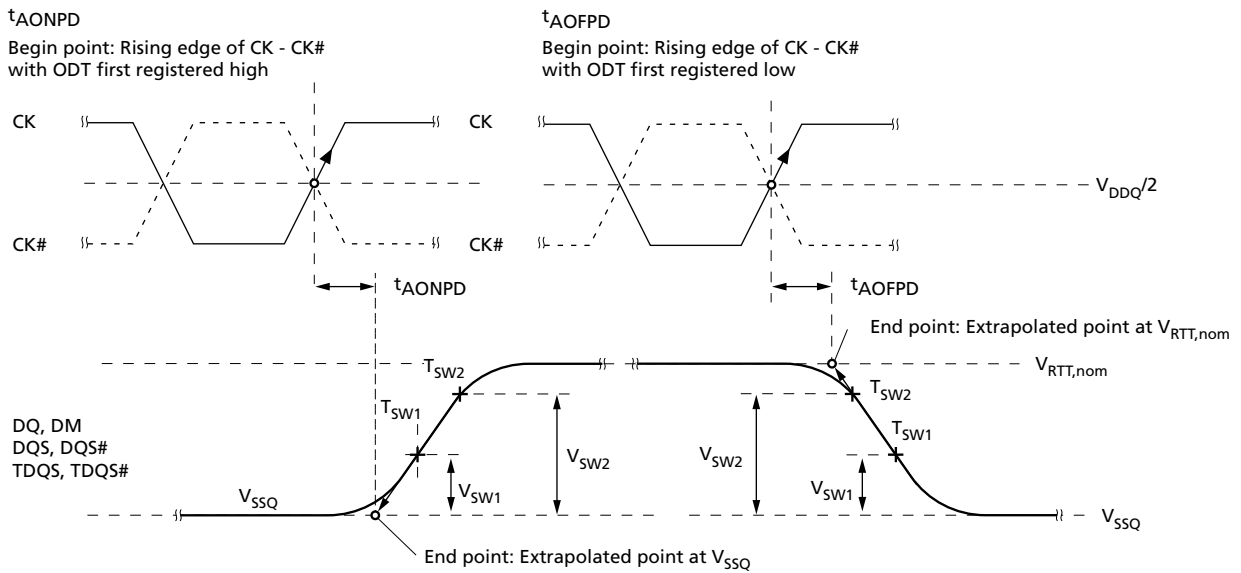 tAONPD
Begin point: Rising edge of CK - CK#
with ODT first registered high
tAOFPD
Begin point: Rising edge of CK - CK#
with ODT first registered low
CK
CK
VDDQ/2
CK#
CK#
tAONPD
tAOFPD
End point: Extrapolated point at VRTT,nom
TSW2
VRTT,nom
TSW2
TSW1
TSW1
DQ, DM
DQS, DQS#
TDQS, TDQS#
VSW2
VSW2
VSW1
VSW1
VSSQ
VSSQ
End point: Extrapolated point at VSSQ